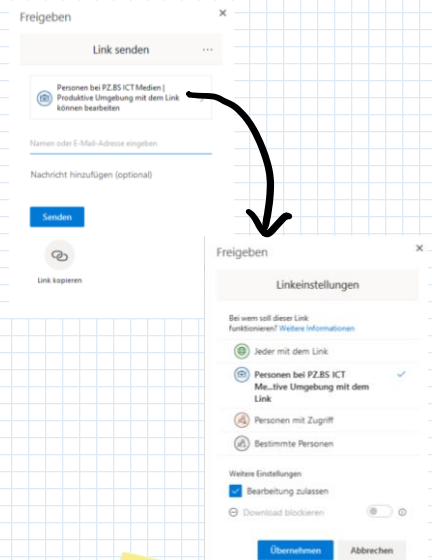 Freigeben
Link senden
Personen bei PZ.BS ICT Medien |
Produktive Umgebung mit dem Link
können bearbeiten
Namen oder E-Mail-Adresse eingeben
Nachricht hinzufügen (optional)
Senden
Link kopieren
Freigeben
Linkeinstellungen
Bei wem soll dieser Link
funktionieren? Weitere Informationen
Jeder mit dem Link
Personen bei PZ.BS ICT
Me...tive Umgebung mit dem
Link
Personen mit Zugriff
Bestimmte Personen
Weitere Einstellungen
Bearbeitung zulassen
Download blockieren
Übernehmen
Abbrechen